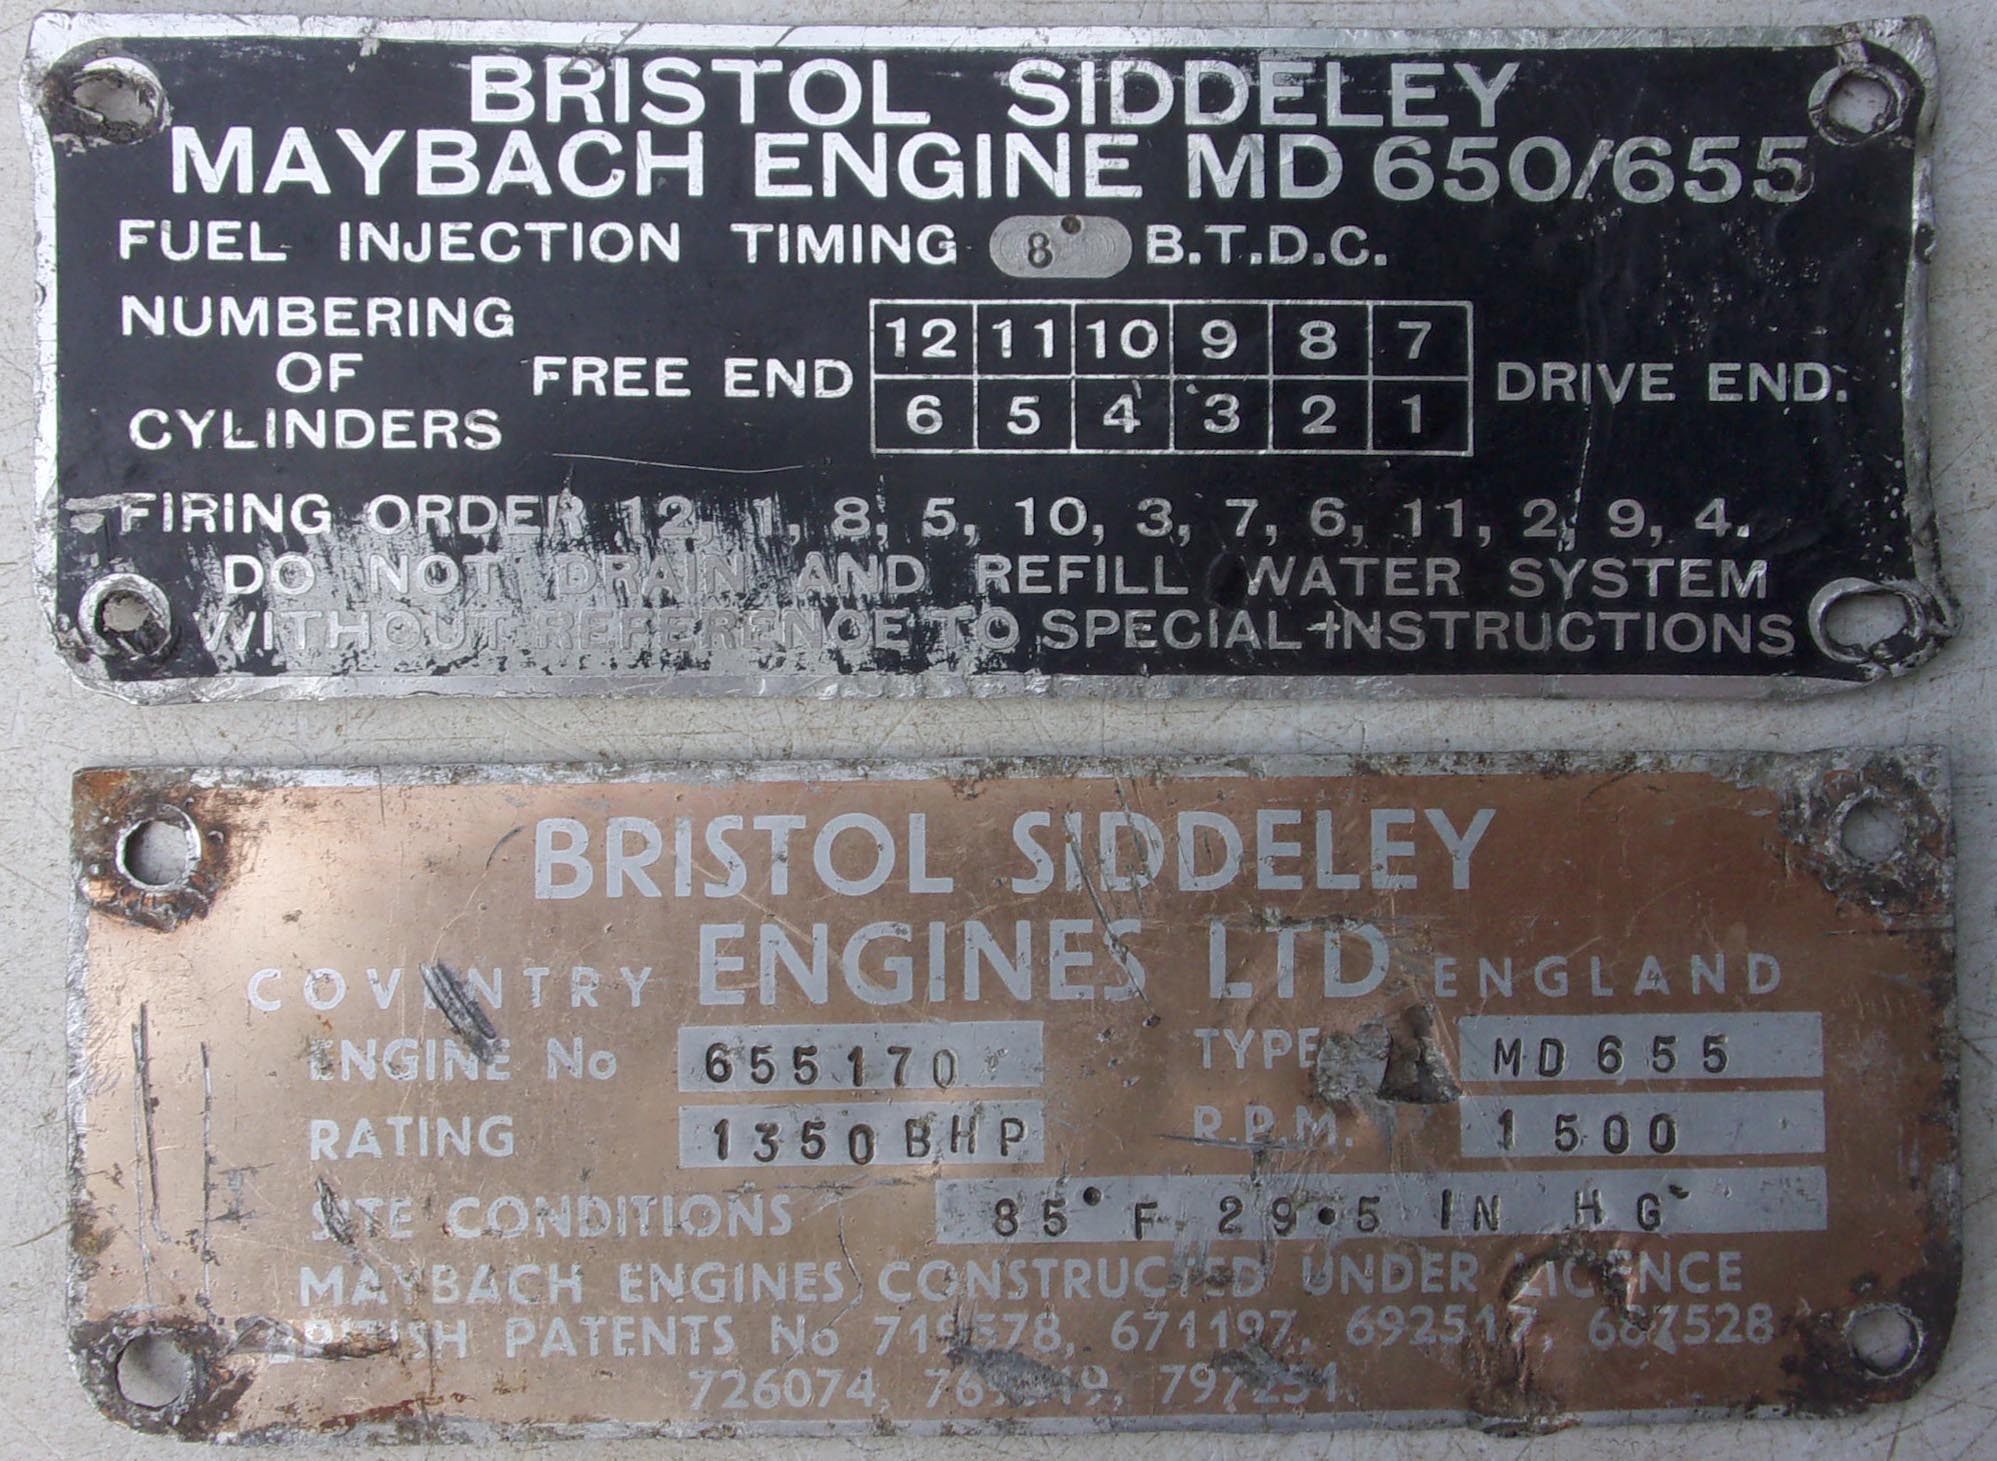 BRISTOL SIDDELEY
MAYBACH ENGINE MD 650/655
FUEL INJECTION TIMING 8° B.T.D.C.
NUMBERING OF CYLINDERS
FREE END
12 11 10 9 8 7
6 5 4 3 2 1
DRIVE END.
FIRING ORDER 12, 1, 8, 5, 10, 3, 7, 6, 11, 2, 9, 4.
DO NOT DRAIN AND REFILL WATER SYSTEM
WITHOUT REFERENCE TO SPECIAL INSTRUCTIONS
BRISTOL SIDDELEY
COVENTRY ENGINES LTD ENGLAND
ENGINE No 655170 TYPE MD655
RATING 1350 BHP R.P.M. 1500
SITE CONDITIONS 85° F 29.5 IN HG
MAYBACH ENGINES CONSTRUCTED UNDER LICENCE
BRITISH PATENTS No 671197, 692517, 687528
726074, 797251.